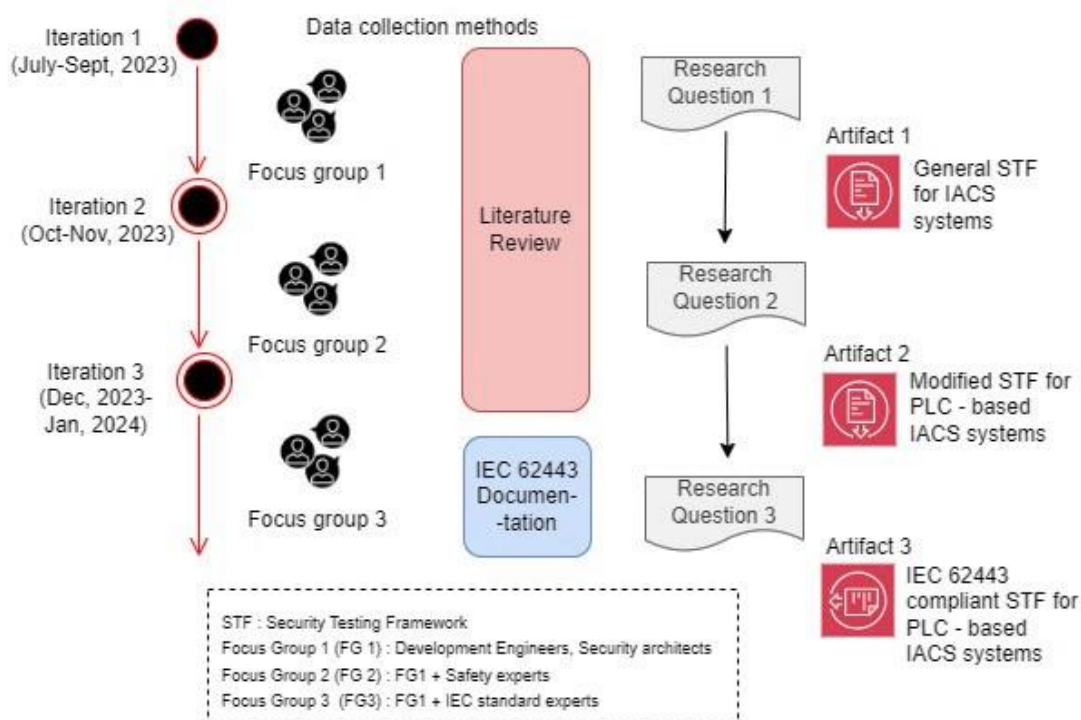 Iteration 1
(July-Sept, 2023)
Data collection methods
Focus group 1
Iteration 2
(Oct-Nov, 2023)
Focus group 2
Iteration 3
(Dec, 2023-
Jan, 2024)
Focus group 3
Literature
Review
IEC 62443
Documen-
-tation
Research
Question 1
Research
Question 2
Research
Question 3
Artifact 1
General STF
for IACS
systems
Artifact 2
Modified STF for
PLC - based
IACS systems
Artifact 3
IEC 62443
compliant STF for
PLC - based
IACS systems
STF : Security Testing Framework
Focus Group 1 (FG 1) : Development Engineers, Security architects
Focus Group 2 (FG 2) : FG1 + Safety experts
Focus Group 3 (FG3) : FG1 + IEC standard experts